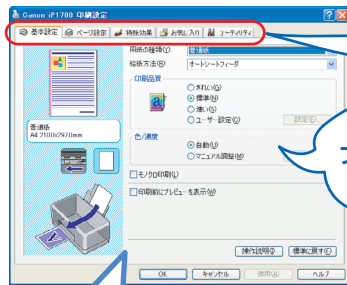 Canon iP1700 印刷設定
基本設定 ページ設定 特殊効果 お気に入り ユーティリティ
用紙の種類(Y): 普通紙
給紙方法(R): オートシートフィーダ
印刷品質
きれい(G)
標準(N)
速い(S)
ユーザー設定(C) 設定(E)...
普通紙
A4 210.0x297.0mm
色/濃度
自動(U)
マニュアル調整(M)
モノクロ印刷(L)
印刷前にプレビューを表示(W)
操作説明(I) 標準に戻す(F)
OK キャンセル 適用(A) ヘルプ